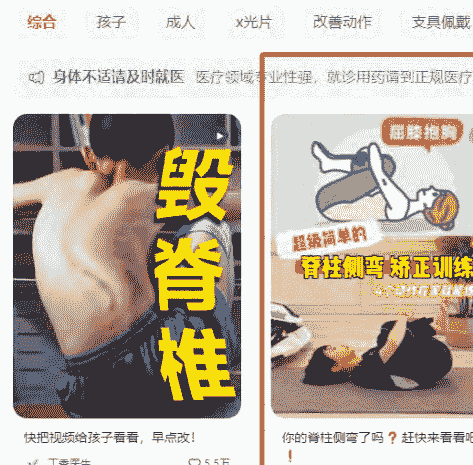 综合 孩子 成人 x光片 改善动作 支具佩戴
身体不适请及时就医 医疗领域专业性强，就诊用药请到正规医疗
毁
脊
椎
屈膝抱胸
超级简单的
脊柱侧弯 矫正训练
快把视频给孩子看看，早点改！
你的脊柱侧弯了吗？赶快来看看吧
！
5.5万